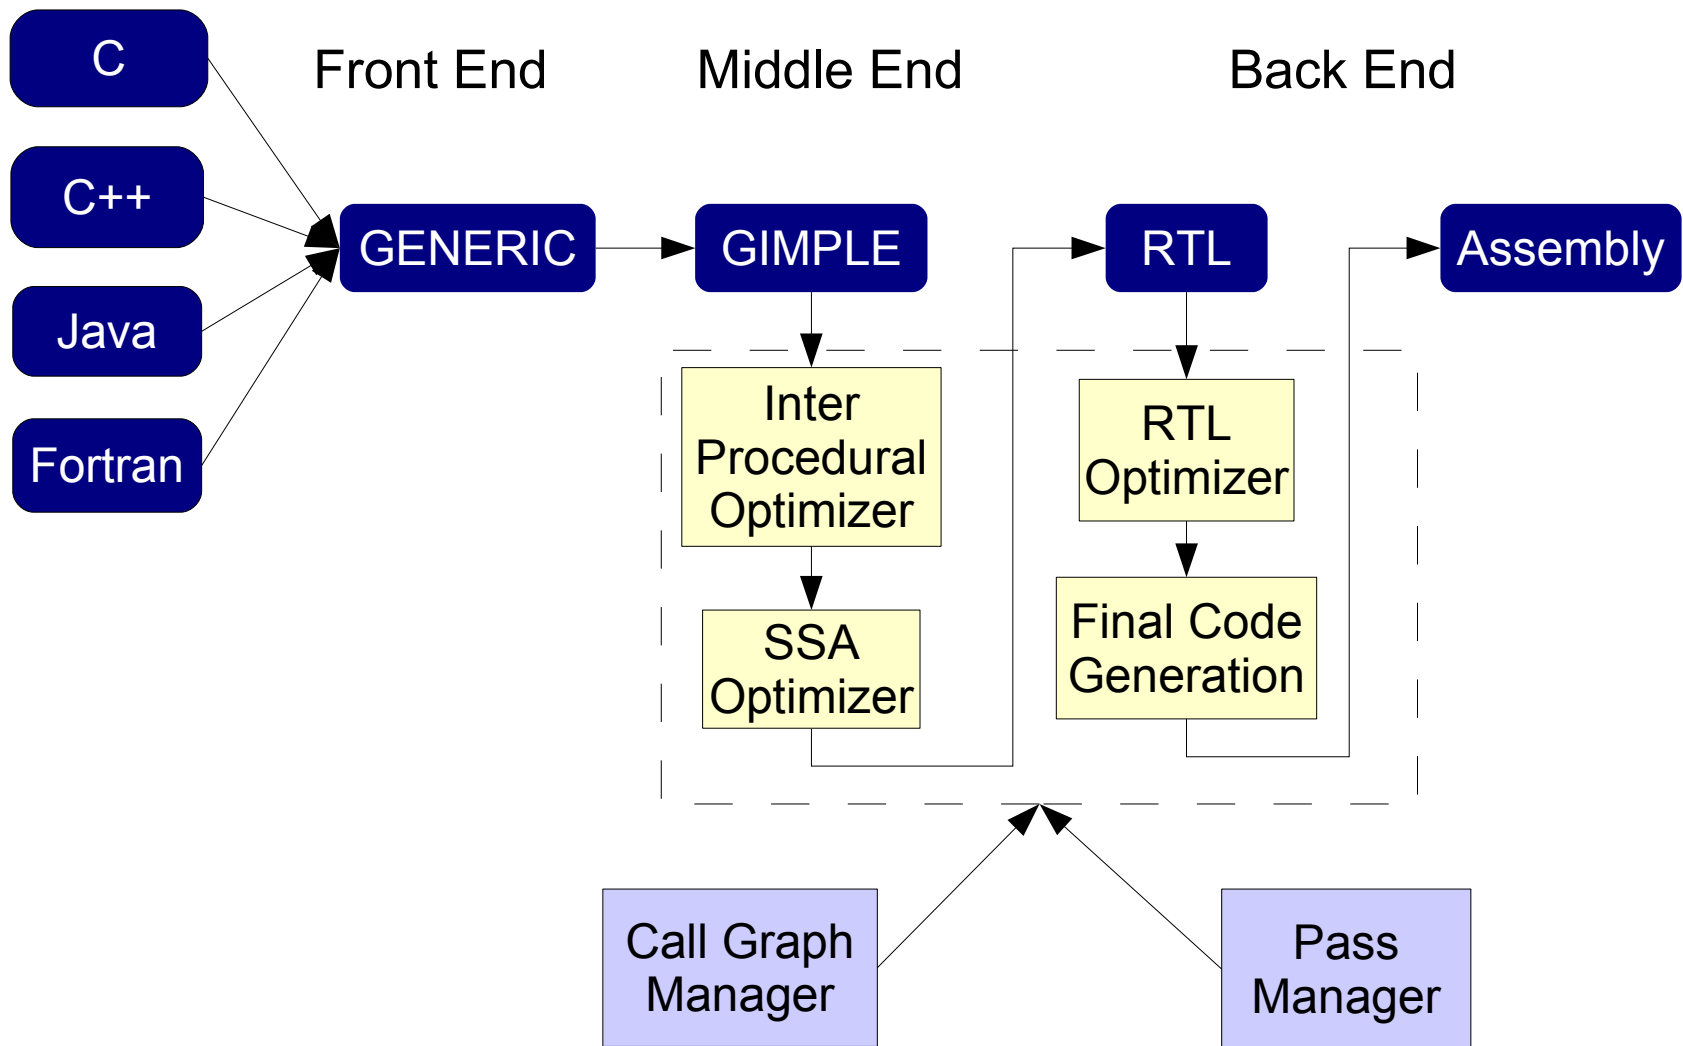 C
Front End
Middle End
Back End
C++
GENERIC
GIMPLE
RTL
Assembly
Java
Fortran
Inter
Procedural
Optimizer
SSA
Optimizer
RTL
Optimizer
Final Code
Generation
Call Graph
Manager
Pass
Manager